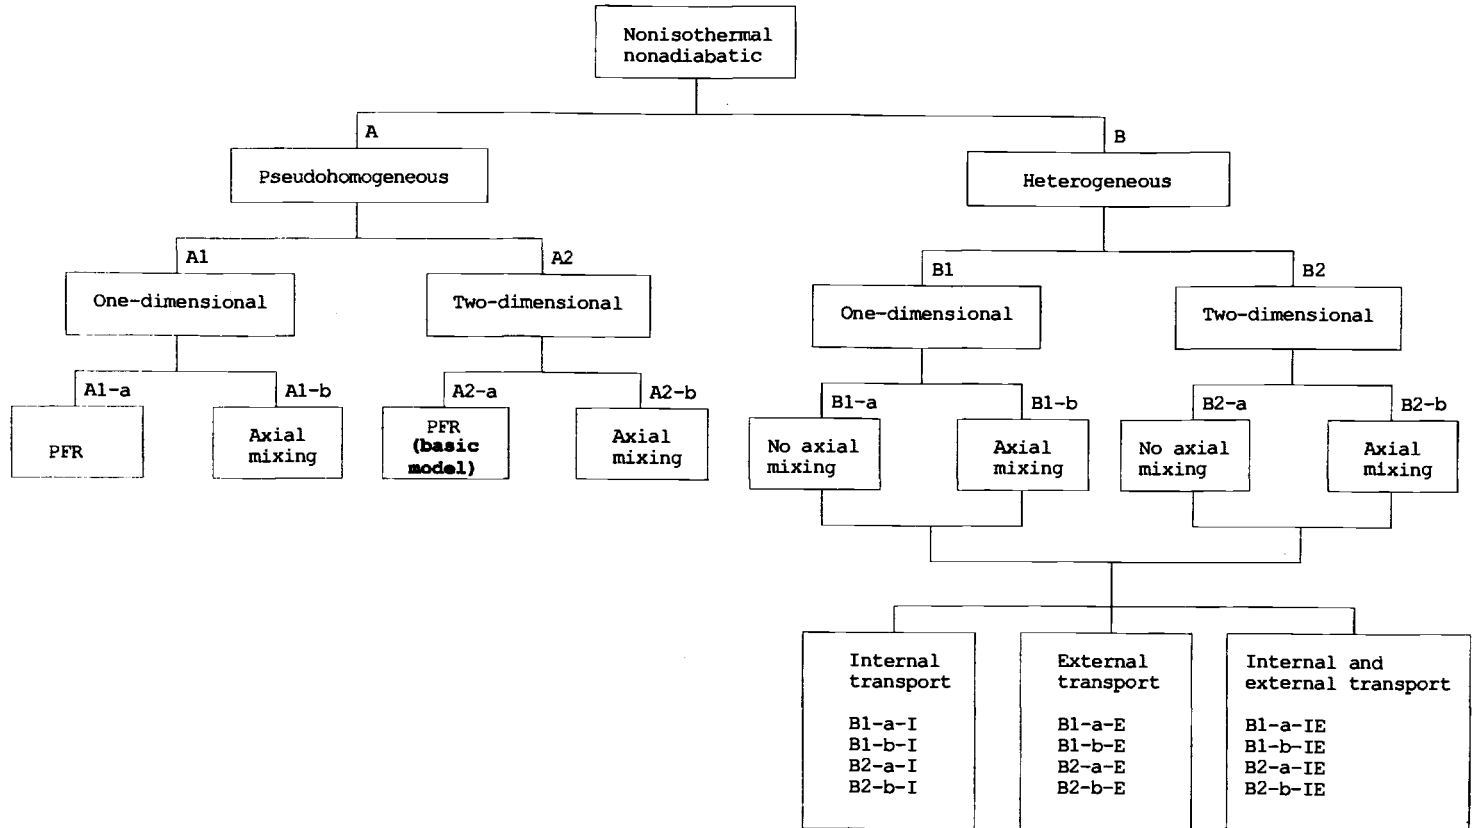 Nonisothermal
nonadiabatic
A
B
Pseudohomogeneous
Heterogeneous
A1
A2
B1
B2
One-dimensional
Two-dimensional
One-dimensional
Two-dimensional
A1-a
A1-b
A2-a
A2-b
B1-a
B1-b
B2-a
B2-b
PFR
Axial
mixing
PFR
(basic
model)
Axial
mixing
No axial
mixing
Axial
mixing
No axial
mixing
Axial
mixing
Internal
transport
B1-a-I
B1-b-I
B2-a-I
B2-b-I
External
transport
B1-a-E
B1-b-E
B2-a-E
B2-b-E
Internal and
external transport
B1-a-IE
B1-b-IE
B2-a-IE
B2-b-IE